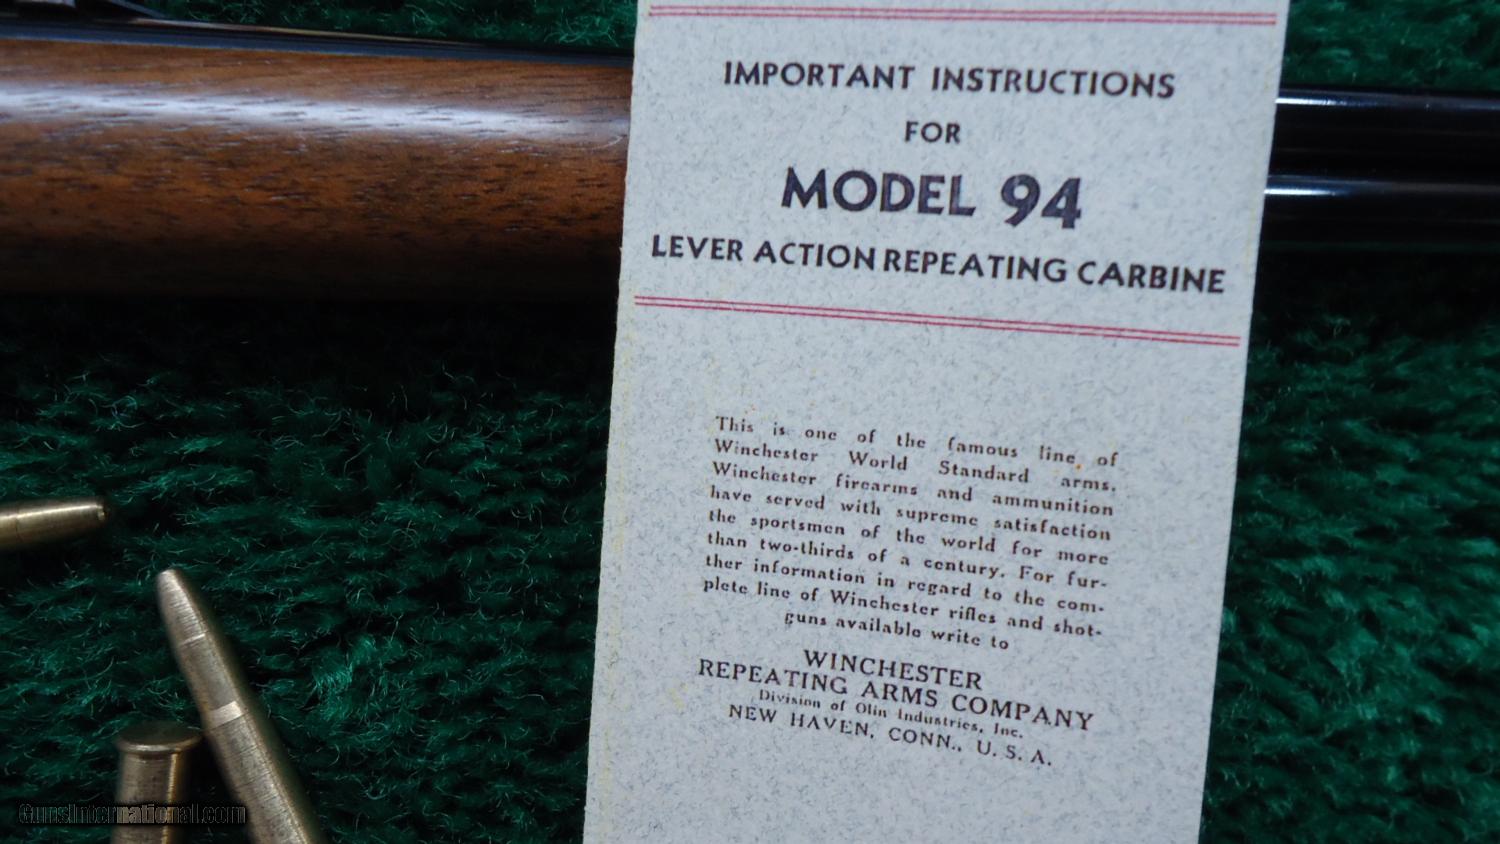 IMPORTANT INSTRUCTIONS
FOR
MODEL 94
LEVER ACTION REPEATING CARBINE
This is one of the famous line of
Winchester World Standard arms.
Winchester firearms and ammunition
have served with supreme satisfaction
the sportsmen of the world for more
than two-thirds of a century. For fur-
ther information in regard to the com-
plete line of Winchester rifles and shot-
guns available write to
WINCHESTER
REPEATING ARMS COMPANY
Division of Olin Industries, Inc.
NEW HAVEN, CONN., U. S. A.
GunsInternational.com